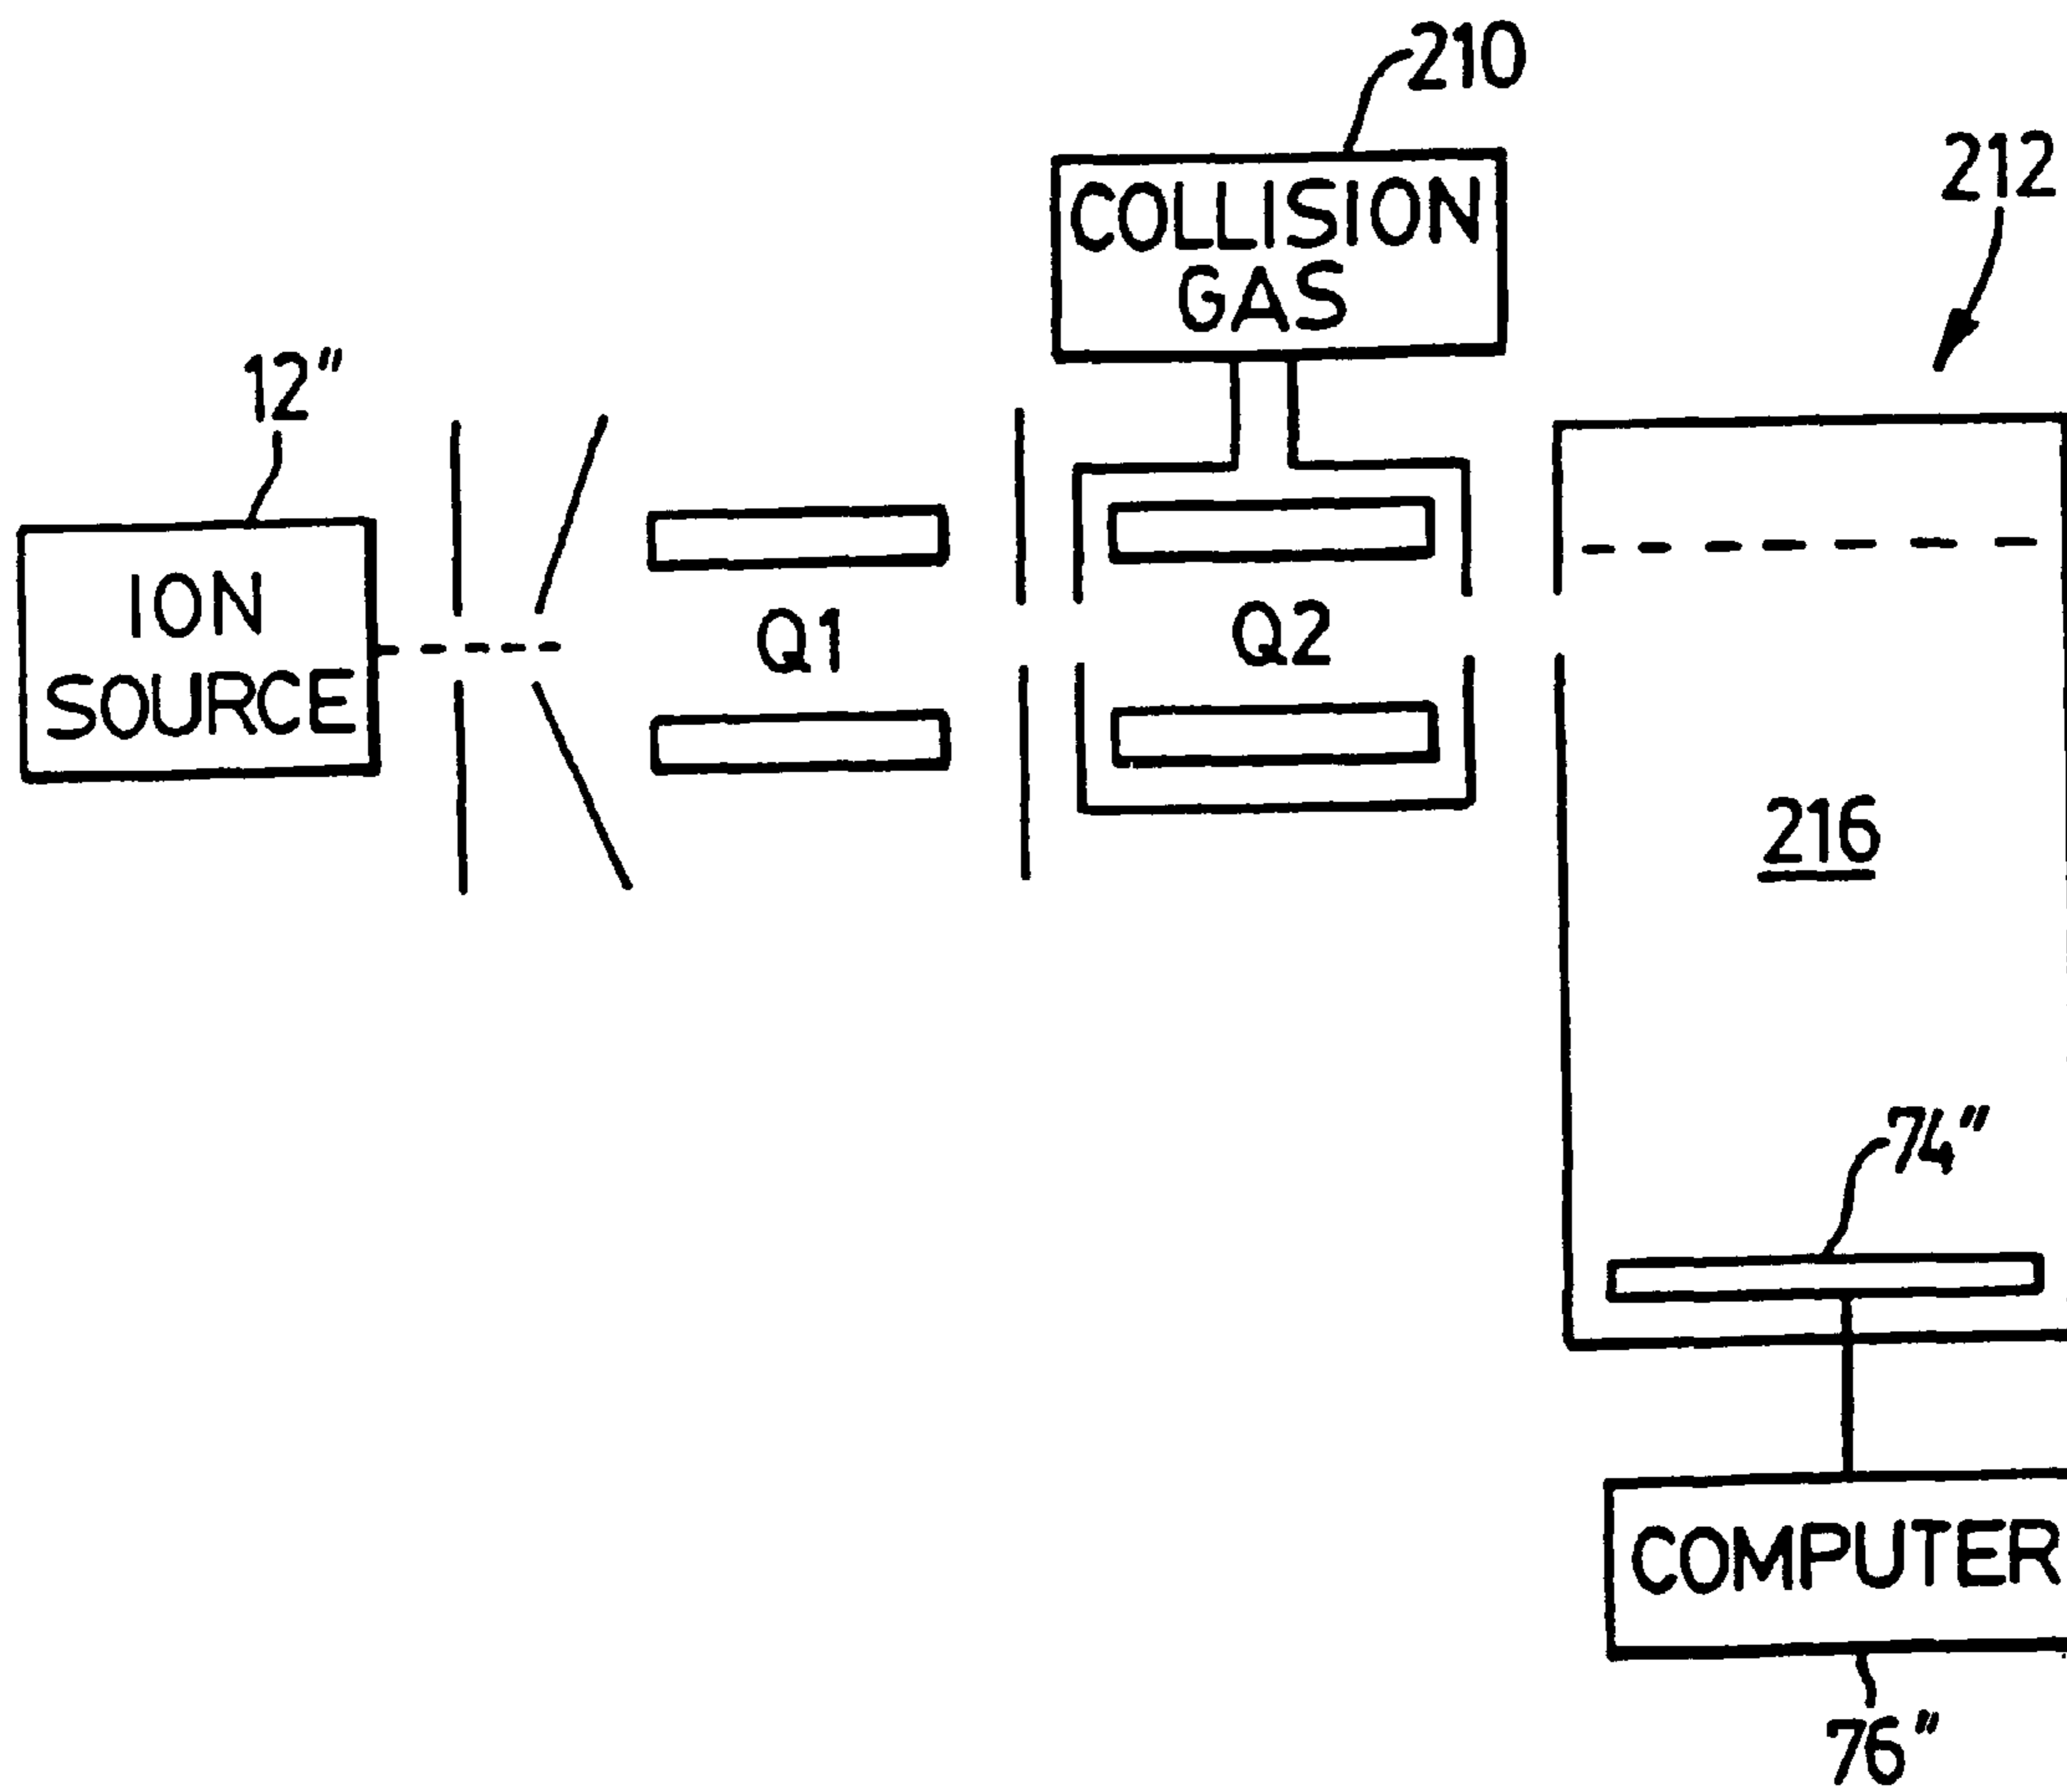 210
COLLISION
GAS
212
12"
ION
SOURCE
Q1
Q2
216
74"
COMPUTER
76"